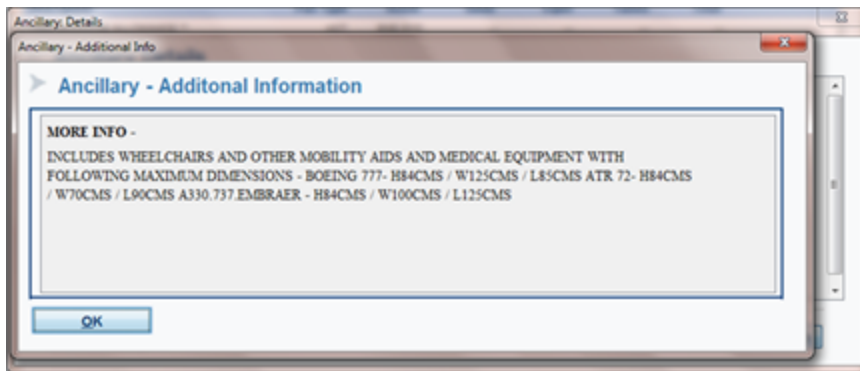 Ancillary: Details
Ancillary - Additional Info
Ancillary - Additonal Information
MORE INFO -
INCLUDES WHEELCHAIRS AND OTHER MOBILITY AIDS AND MEDICAL EQUIPMENT WITH
FOLLOWING MAXIMUM DIMENSIONS - BOEING 777- H84CMS / W125CMS / L85CMS ATR 72- H84CMS
/ W70CMS / L90CMS A330.737.EMBRAER - H84CMS / W100CMS / L125CMS
OK